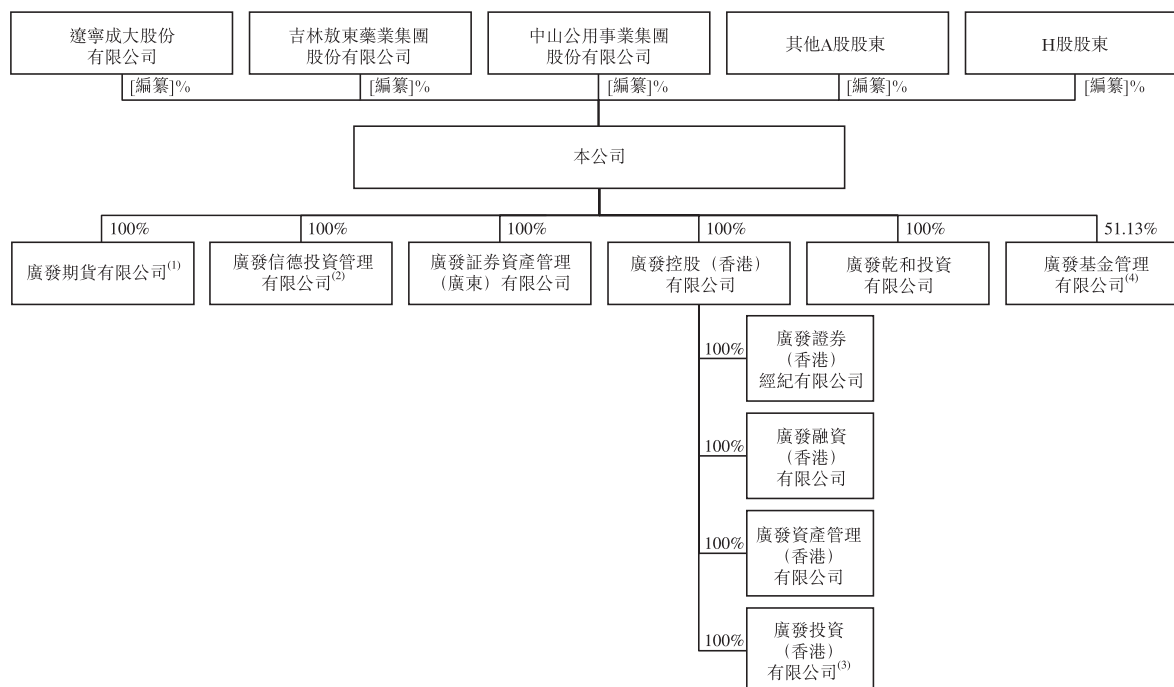 遼寧成大股份
有限公司
吉林敖東藥業集團
股份有限公司
中山公用事業集團
股份有限公司
其他A股股東
H股股東
[編纂]%
[編纂]%
[編纂]%
[編纂]%
[編纂]%
本公司
100%
100%
100%
100%
100%
51.13%
廣發期貨有限公司(1)
廣發信德投資管理
有限公司(2)
廣發証券資產管理
（廣東）有限公司
廣發控股（香港）
有限公司
廣發乾和投資
有限公司
廣發基金管理
有限公司(4)
100%
廣發證券
（香港）
經紀有限公司
100%
廣發融資
（香港）
有限公司
100%
廣發資產管理
（香港）
有限公司
100%
廣發投資
（香港）
有限公司(3)